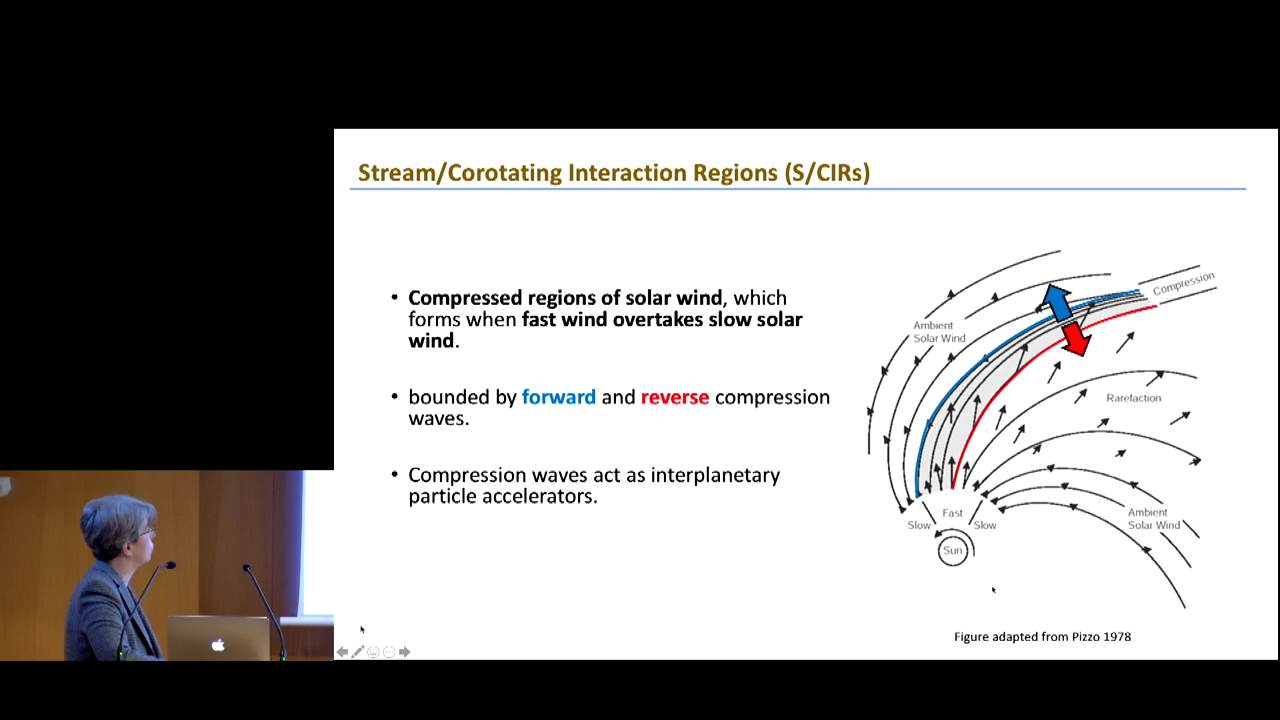 Stream/Corotating Interaction Regions (S/CIRs)
• Compressed regions of solar wind, which
forms when fast wind overtakes slow solar
wind.
• bounded by forward and reverse compression
waves.
• Compression waves act as interplanetary
particle accelerators.
Compression
Ambient
Solar Wind
Rarefaction
Fast
Slow
Slow
Ambient
Solar Wind
Sun
Figure adapted from Pizzo 1978